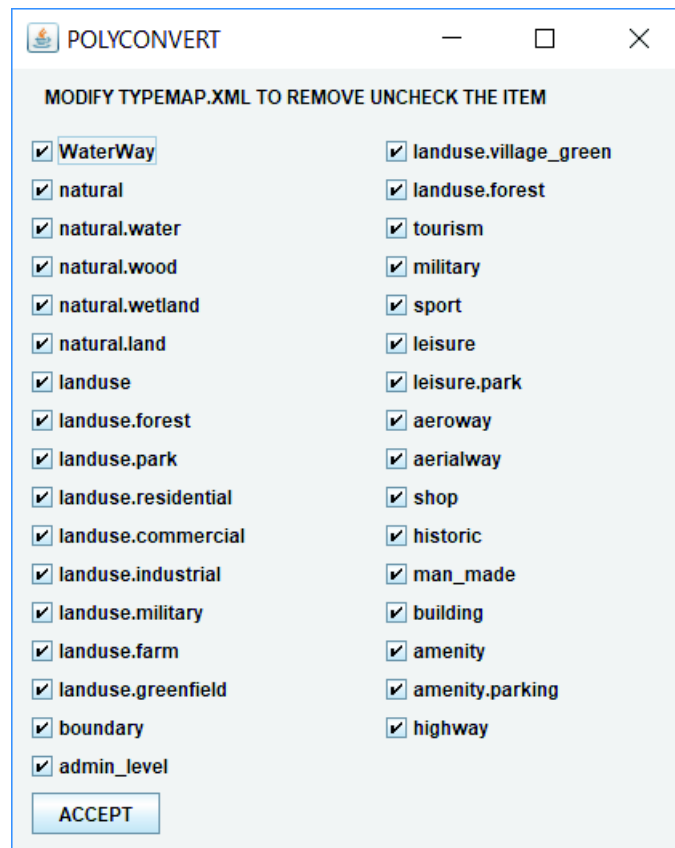 POLYCONVERT
MODIFY TYPEMAP.XML TO REMOVE UNCHECK THE ITEM
WaterWay
natural
natural.water
natural.wood
natural.wetland
natural.land
landuse
landuse.forest
landuse.park
landuse.residential
landuse.commercial
landuse.industrial
landuse.military
landuse.farm
landuse.greenfield
boundary
admin_level
landuse.village_green
landuse.forest
tourism
military
sport
leisure
leisure.park
aeroway
aerialway
shop
historic
man_made
building
amenity
amenity.parking
highway
ACCEPT